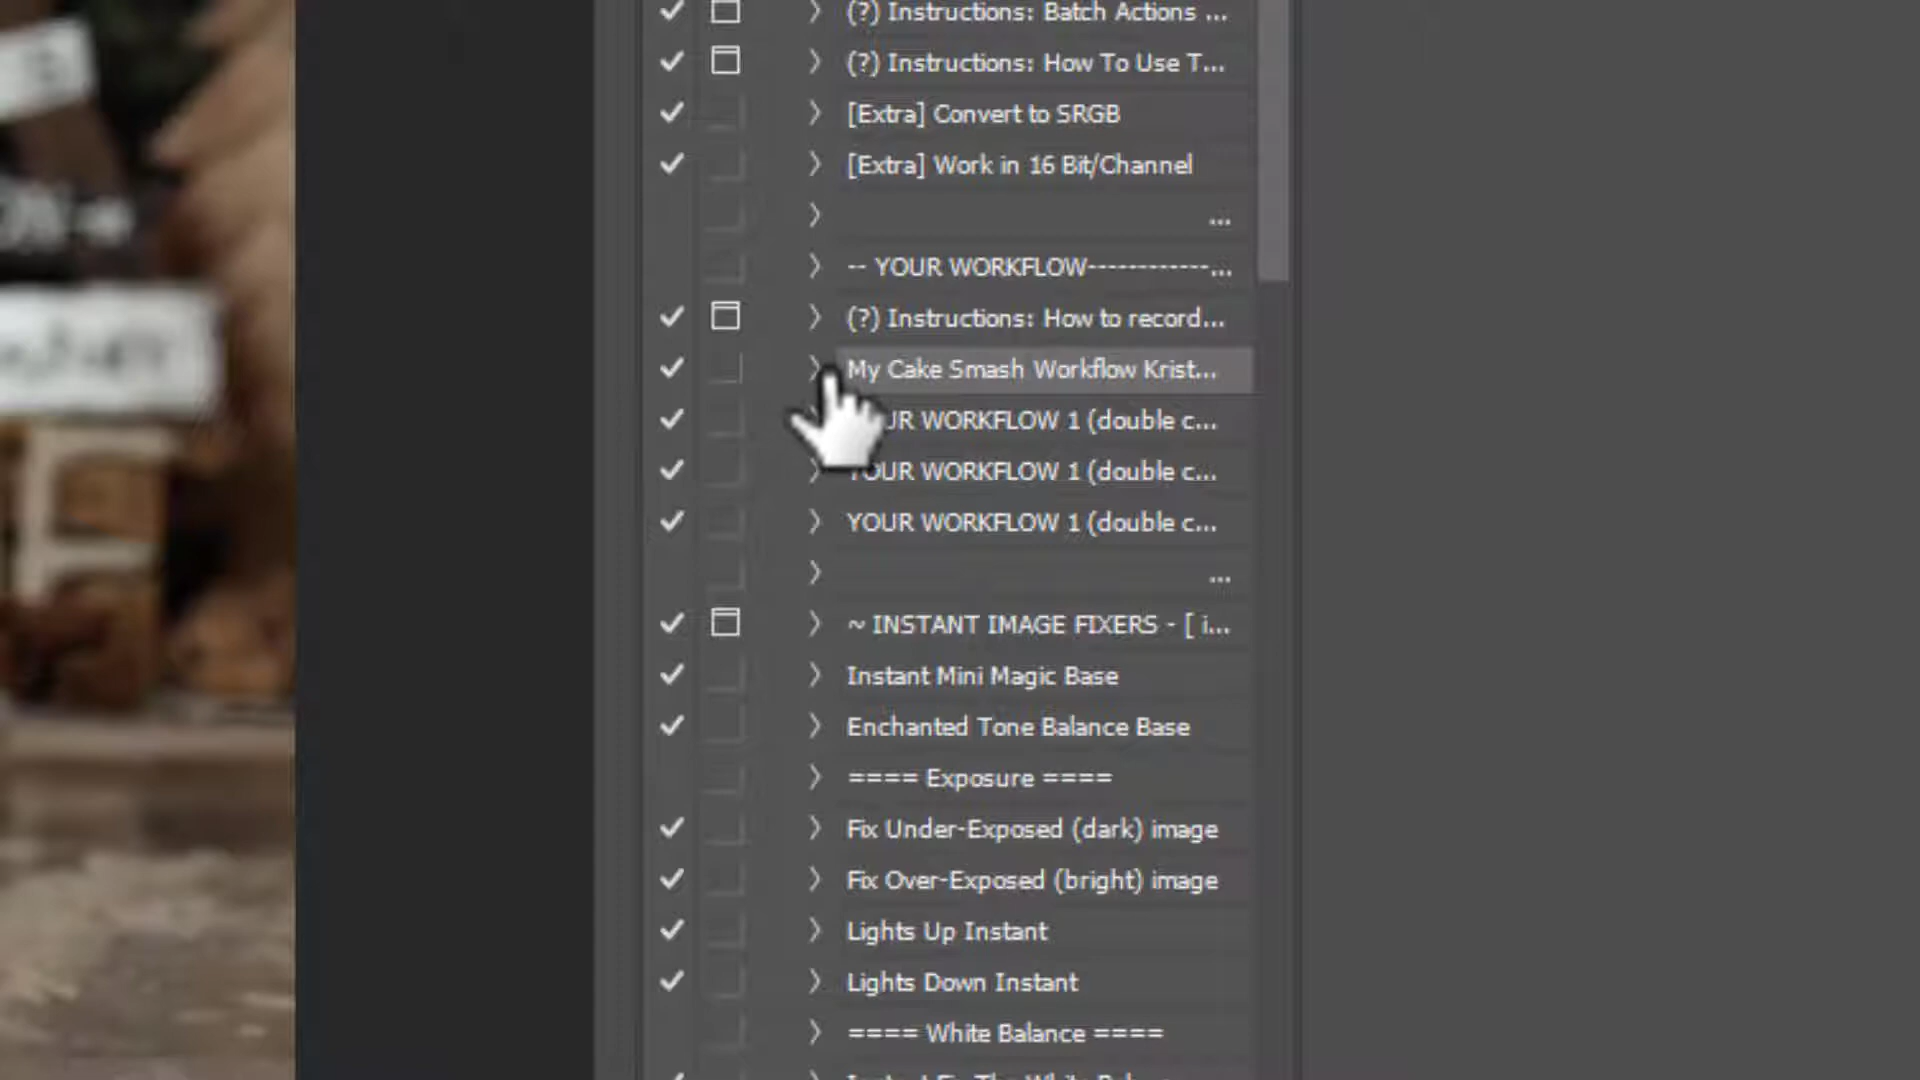 (?) Instructions: Batch Actions ...
(?) Instructions: How To Use T...
[Extra] Convert to SRGB
[Extra] Work in 16 Bit/Channel
...
-- YOUR WORKFLOW------------...
(?) Instructions: How to record...
My Cake Smash Workflow Krist...
UR WORKFLOW 1 (double c...
YOUR WORKFLOW 1 (double c...
YOUR WORKFLOW 1 (double c...
...
~ INSTANT IMAGE FIXERS - [ i...
Instant Mini Magic Base
Enchanted Tone Balance Base
==== Exposure ====
Fix Under-Exposed (dark) image
Fix Over-Exposed (bright) image
Lights Up Instant
Lights Down Instant
==== White Balance ====